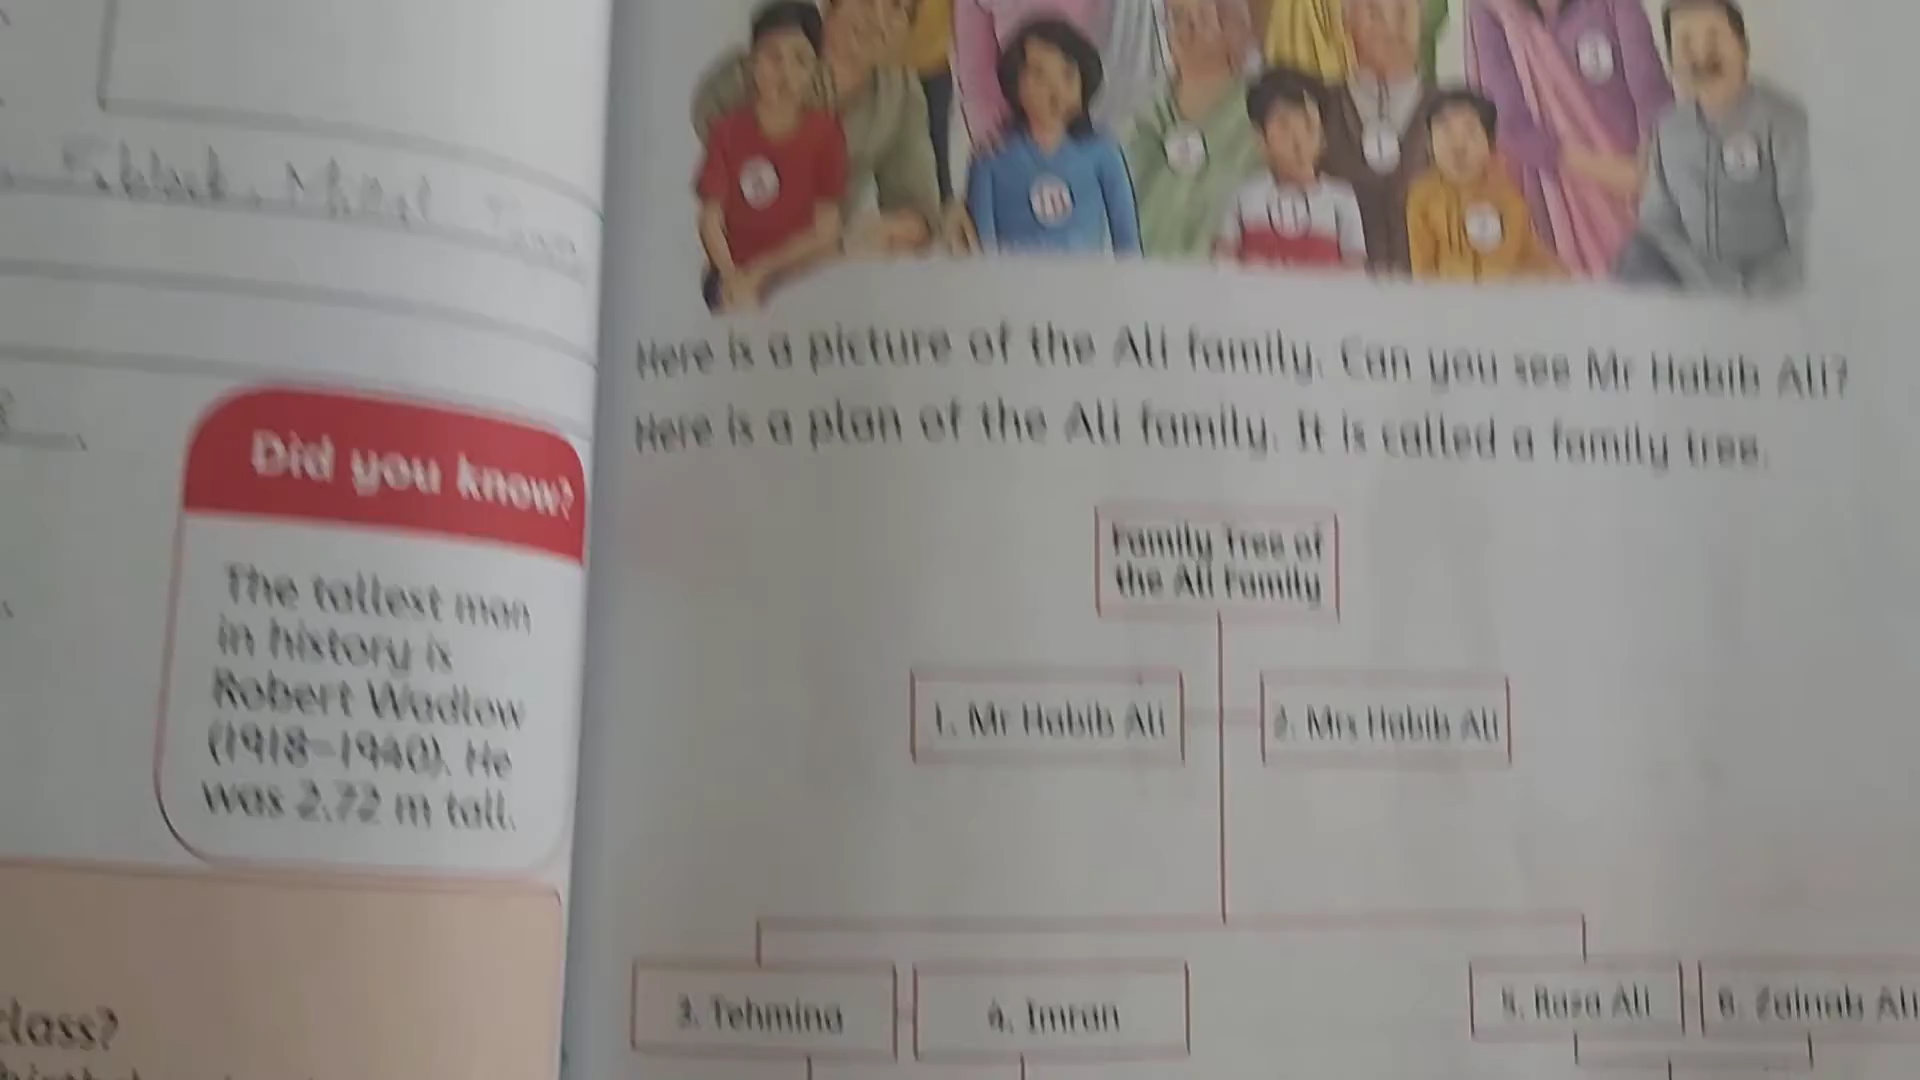 Did you know?
The tallest man
in history is
Robert Wadlow
(1918–1940). He
was 2.72 m tall.
class?
Here is a picture of the Ali family. Can you see Mr Habib Ali?
Here is a plan of the Ali family. It is called a family tree.
Family Tree of
the Ali Family
1. Mr Habib Ali
2. Mrs Habib Ali
3. Tehmina
4. Imran
5. Raza Ali
6. Zainab Ali